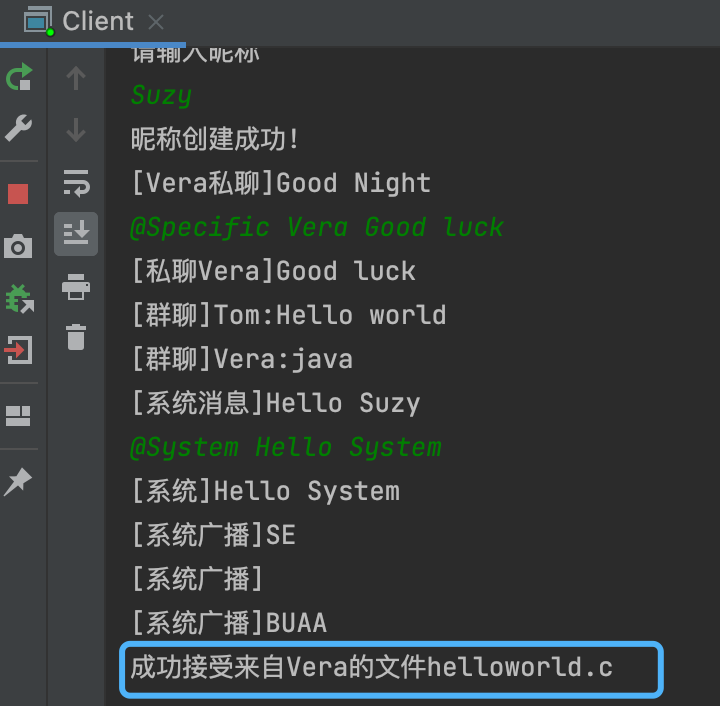 Client
请输入昵称
Suzy
昵称创建成功！
[Vera私聊]Good Night
@Specific Vera Good luck
[私聊Vera]Good luck
[群聊]Tom:Hello world
[群聊]Vera:java
[系统消息]Hello Suzy
@System Hello System
[系统]Hello System
[系统广播]SE
[系统广播]
[系统广播]BUAA
成功接受来自Vera的文件helloworld.c